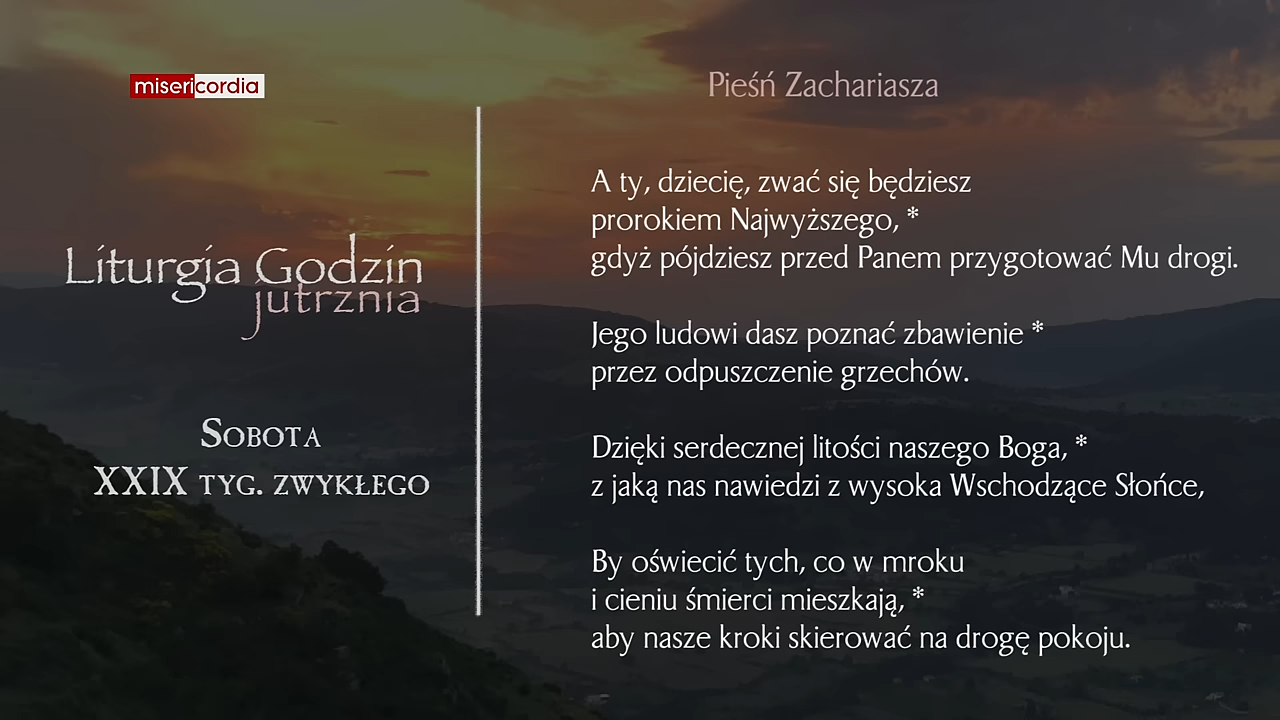 misericordia
Liturgia Godzin
jutrznia
Sobota
XXIX tyg. zwykłego
Pieśń Zachariasza
A ty, dziecię, zwać się będziesz
prorokiem Najwyższego, *
gdyż pójdziesz przed Panem przygotować Mu drogi.
Jego ludowi dasz poznać zbawienie *
przez odpuszczenie grzechów.
Dzięki serdecznej litości naszego Boga, *
z jaką nas nawiedzi z wysoka Wschodzące Słońce,
By oświecić tych, co w mroku
i cieniu śmierci mieszkają, *
aby nasze kroki skierować na drogę pokoju.